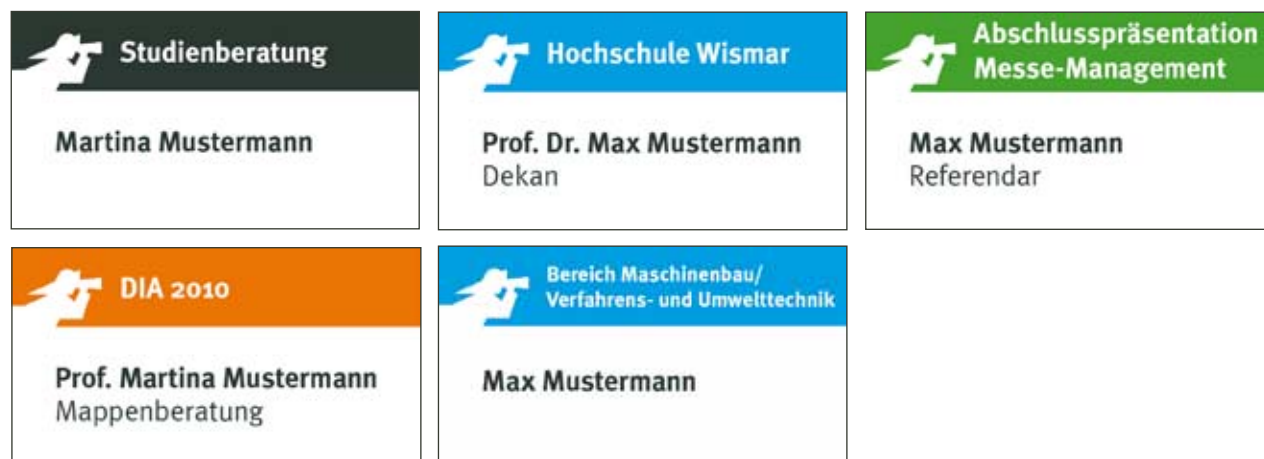 Studienberatung
Martina Mustermann
Hochschule Wismar
Prof. Dr. Max Mustermann
Dekan
Abschlusspräsentation
Messe-Management
Max Mustermann
Referendar
DIA 2010
Prof. Martina Mustermann
Mappenberatung
Bereich Maschinenbau/
Verfahrens- und Umwelttechnik
Max Mustermann